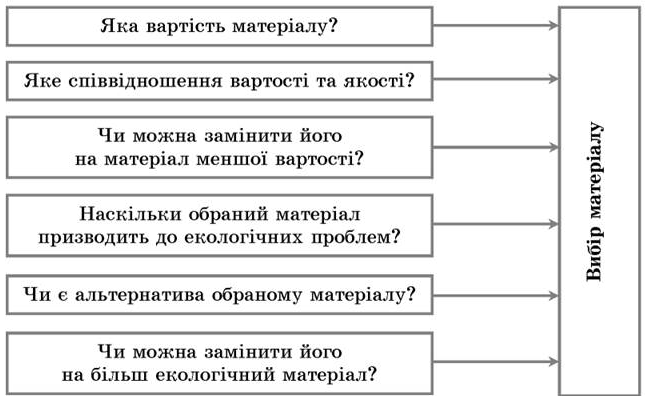 Яка вартість матеріалу?
Яке співвідношення вартості та якості?
Чи можна замінити його
на матеріал меншої вартості?
Наскільки обраний матеріал
призводить до екологічних проблем?
Чи є альтернатива обраному матеріалу?
Чи можна замінити його
на більш екологічний матеріал?
Вибір матеріалу